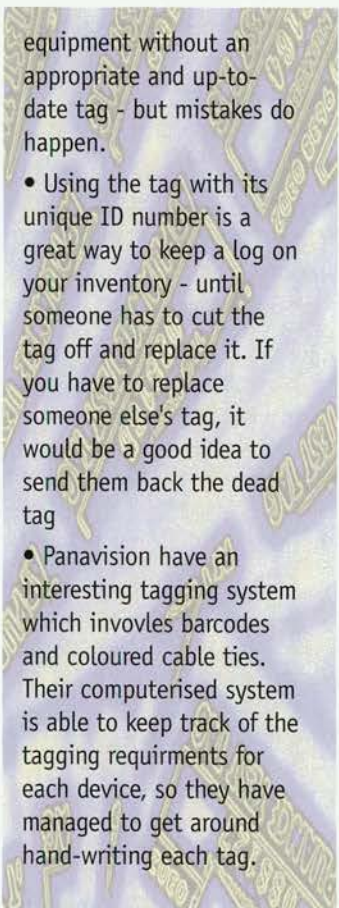 equipment without an
appropriate and up-to-
date tag - but mistakes do
happen.
• Using the tag with its
unique ID number is a
great way to keep a log on
your inventory - until
someone has to cut the
tag off and replace it. If
you have to replace
someone else's tag, it
would be a good idea to
send them back the dead
tag
• Panavision have an
interesting tagging system
which invovles barcodes
and coloured cable ties.
Their computerised system
is able to keep track of the
tagging requirments for
each device, so they have
managed to get around
hand-writing each tag.